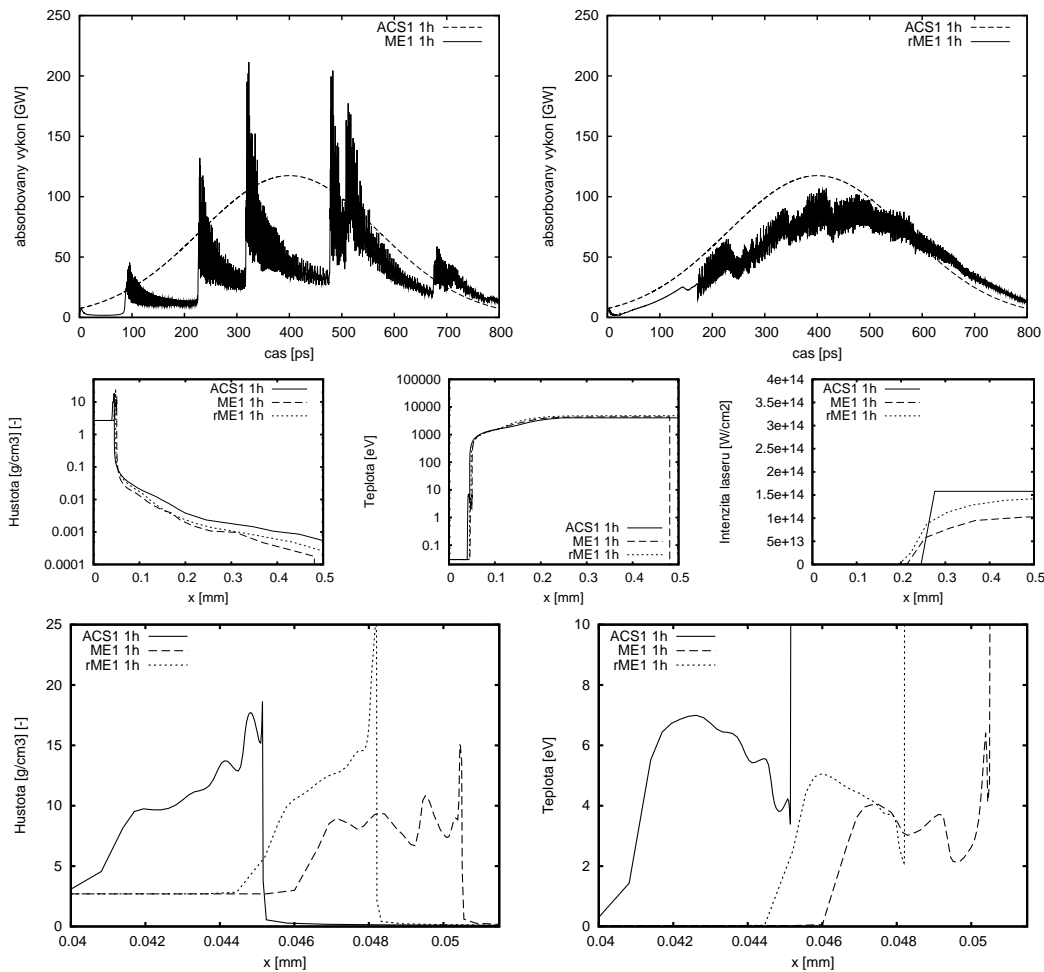 250
200
150
100
50
0
0 100 200 300 400 500 600 700 800
absorbovany vykon [GW]
cas [ps]
ACS1 1h
ME1 1h
250
200
150
100
50
0
0 100 200 300 400 500 600 700 800
absorbovany vykon [GW]
cas [ps]
ACS1 1h
rME1 1h
10
1
0.1
0.01
0.001
0.0001
0 0.1 0.2 0.3 0.4 0.5
Hustota [g/cm3] [-]
x [mm]
ACS1 1h
ME1 1h
rME1 1h
100000
10000
1000
100
10
1
0.1
0 0.1 0.2 0.3 0.4 0.5
Teplota [eV]
x [mm]
ACS1 1h
ME1 1h
rME1 1h
4e+14
3.5e+14
3e+14
2.5e+14
2e+14
1.5e+14
1e+14
5e+13
0
0 0.1 0.2 0.3 0.4 0.5
Intenzita laseru [W/cm2]
x [mm]
ACS1 1h
ME1 1h
rME1 1h
25
20
15
10
5
0
0.04 0.042 0.044 0.046 0.048 0.05
Hustota [g/cm3] [-]
x [mm]
ACS1 1h
ME1 1h
rME1 1h
10
8
6
4
2
0
0.04 0.042 0.044 0.046 0.048 0.05
Teplota [eV]
x [mm]
ACS1 1h
ME1 1h
rME1 1h